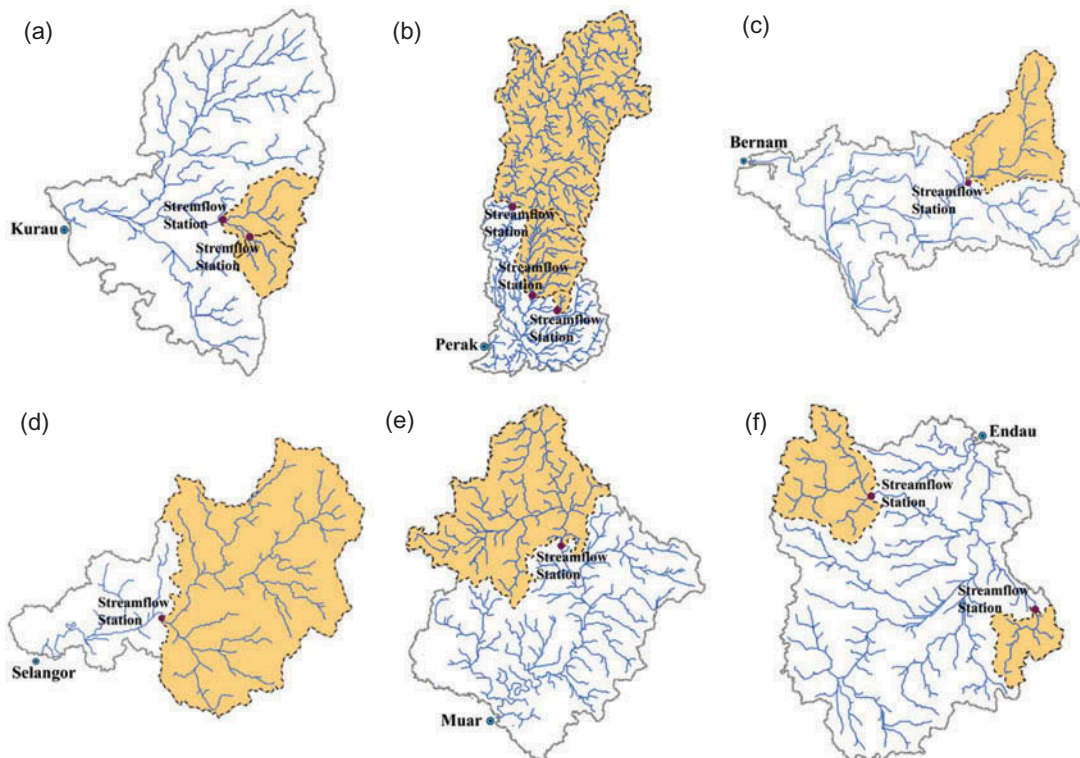 (a)
Stremflow
Station
Kurau
Stremflow
Station
(b)
Streamflow
Station
Streamflow
Station
Streamflow
Station
Perak
(c)
Bernam
Streamflow
Station
(d)
Streamflow
Station
Selangor
(e)
Streamflow
Station
Muar
(f)
Endau
Streamflow
Station
Streamflow
Station